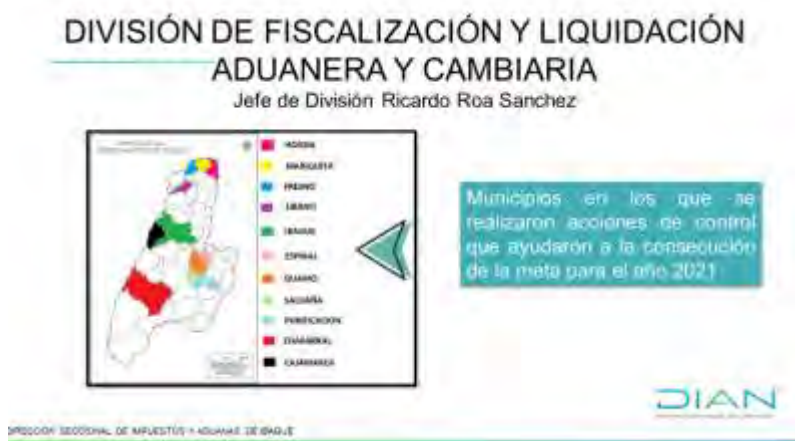 DIVISIÓN DE FISCALIZACIÓN Y LIQUIDACIÓN
ADUANERA Y CAMBIARIA
Jefe de División Ricardo Roa Sanchez
HONDA
MARIQUITA
FRESNO
LIBANO
IBAGUE
ESPINAL
GUAMO
SALDAÑA
PURIFICACION
CHAPARRAL
CAJAMARCA
Municipios en los que se
realizaron acciones de control
que ayudaron a la consecución
de la meta para el año 2021
DIAN
DIRECCIÓN SECCIONAL DE IMPUESTOS Y ADUANAS DE IBAGUE